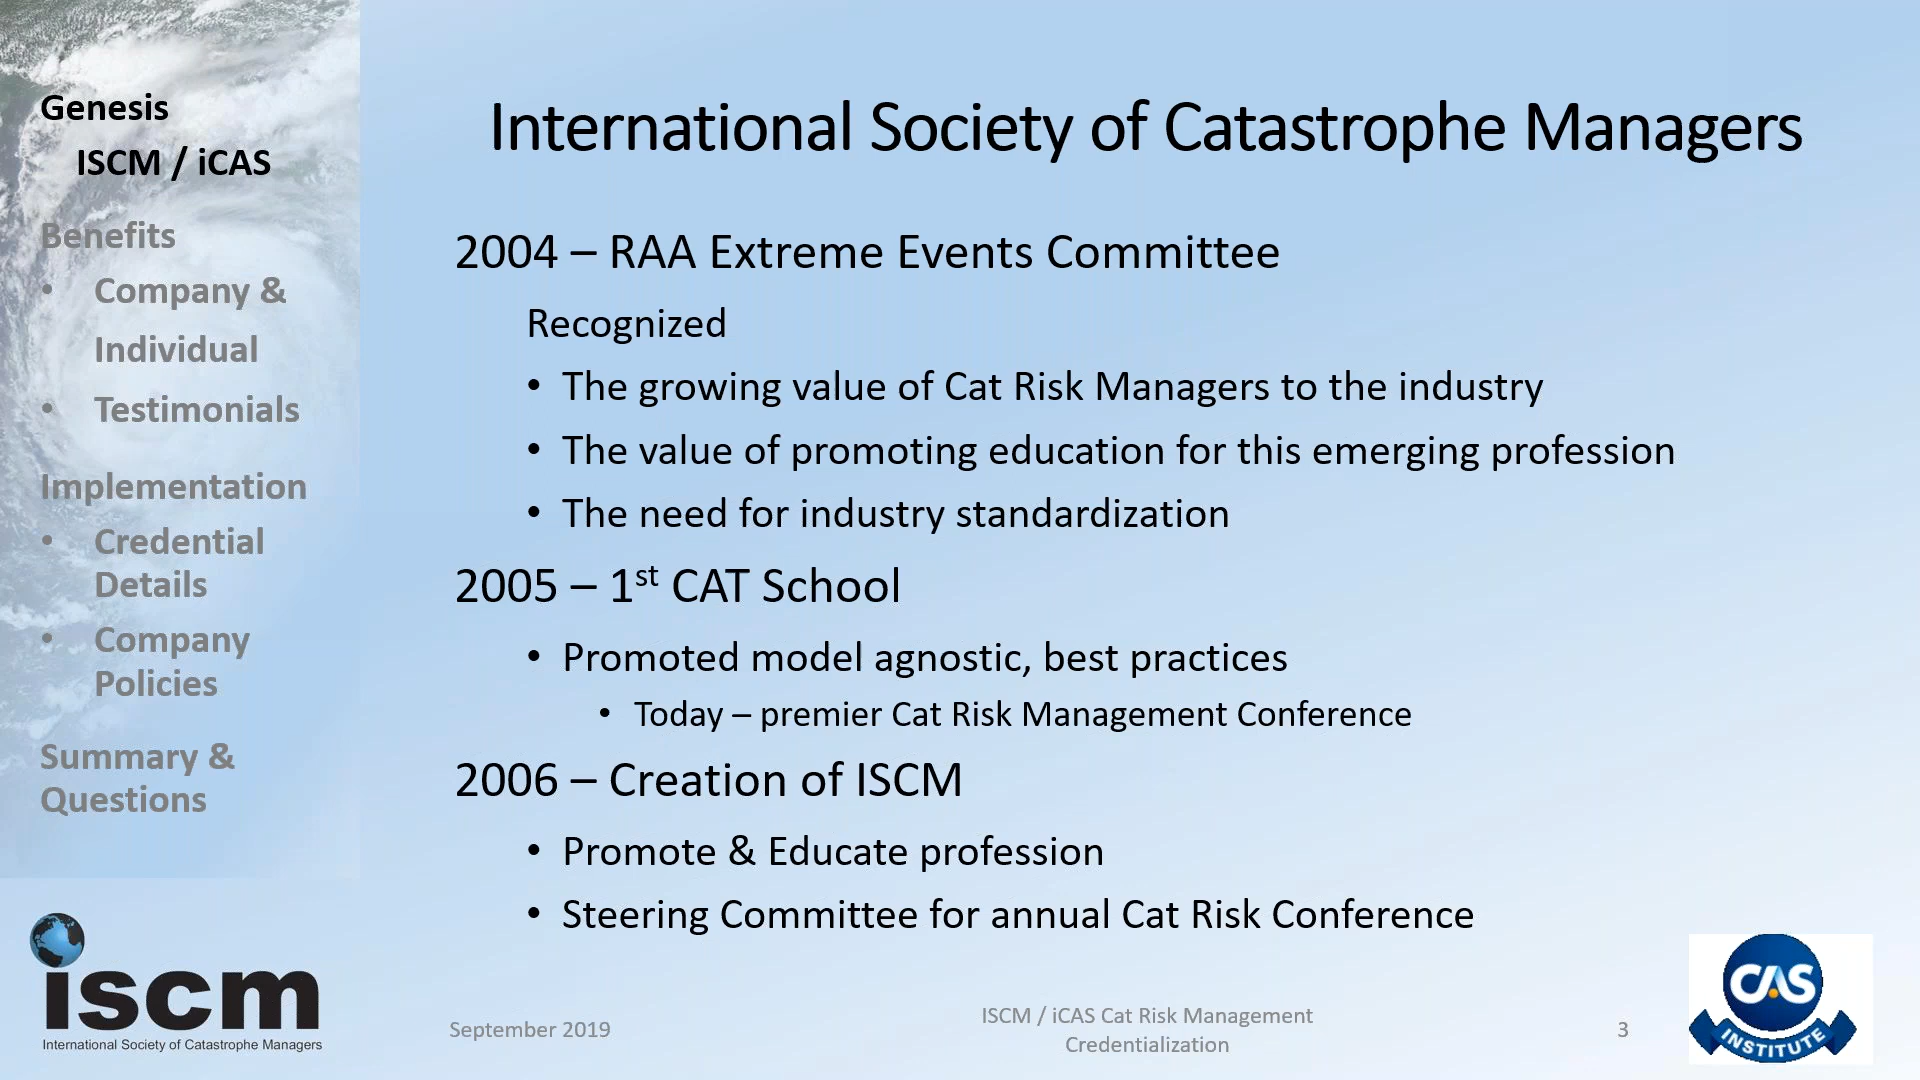 Genesis
ISCM / iCAS
Benefits
• Company &
Individual
• Testimonials
Implementation
• Credential
Details
• Company
Policies
Summary &
Questions
International Society of Catastrophe Managers
2004 – RAA Extreme Events Committee
Recognized
• The growing value of Cat Risk Managers to the industry
• The value of promoting education for this emerging profession
• The need for industry standardization
2005 – 1st CAT School
• Promoted model agnostic, best practices
• Today – premier Cat Risk Management Conference
2006 – Creation of ISCM
• Promote & Educate profession
• Steering Committee for annual Cat Risk Conference
iscm
International Society of Catastrophe Managers
September 2019
ISCM / iCAS Cat Risk Management
Credentialization
3
CAS
INSTITUTE